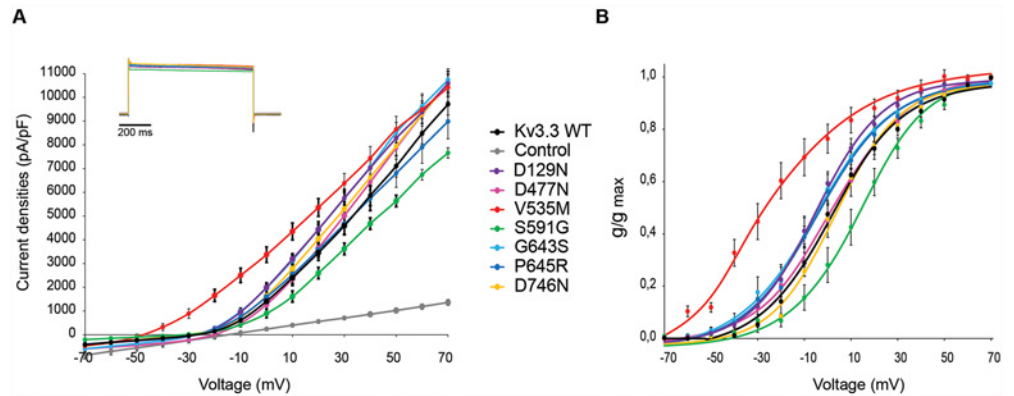 A
B
11000
10000
9000
8000
7000
6000
5000
4000
3000
2000
1000
0
Current densities (pA/pF)
200 ms
-70
-50
-30
-10
10
30
50
70
Voltage (mV)
Kv3.3 WT
Control
D129N
D477N
V535M
S591G
G643S
P645R
D746N
1,0
0,8
0,6
0,4
0,2
0,0
g/g max
-70
-50
-30
-10
10
30
50
70
Voltage (mV)